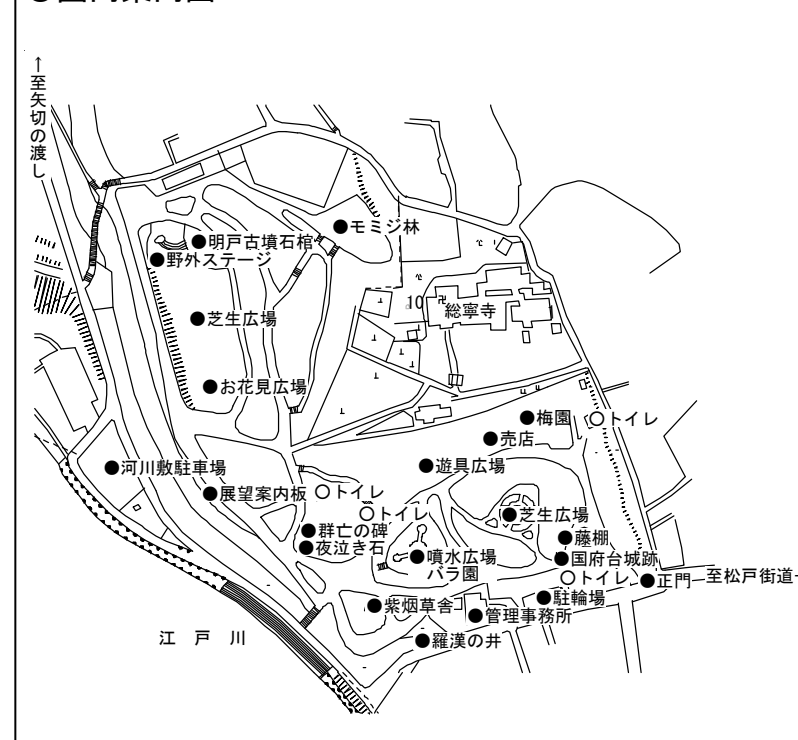 ↑至矢切の渡し
●モミジ林
●明戸古墳石棺
●野外ステージ
10
卍
総寧寺
●芝生広場
●お花見広場
●梅園
○トイレ
●売店
●河川敷駐車場
●遊具広場
●展望案内板
○トイレ
○トイレ
●芝生広場
●群亡の碑
●夜泣き石
●藤棚
●噴水広場
バラ園
●国府台城跡
○トイレ
●正門
至松戸街道
●紫烟草舎
●駐輪場
●管理事務所
江戸川
●羅漢の井